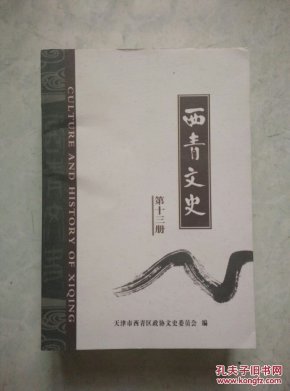 CULTURE AND HISTORY OF XIQING
西青文史
第十三册
天津市西青区政协文史委员会 编
孔夫子旧书网